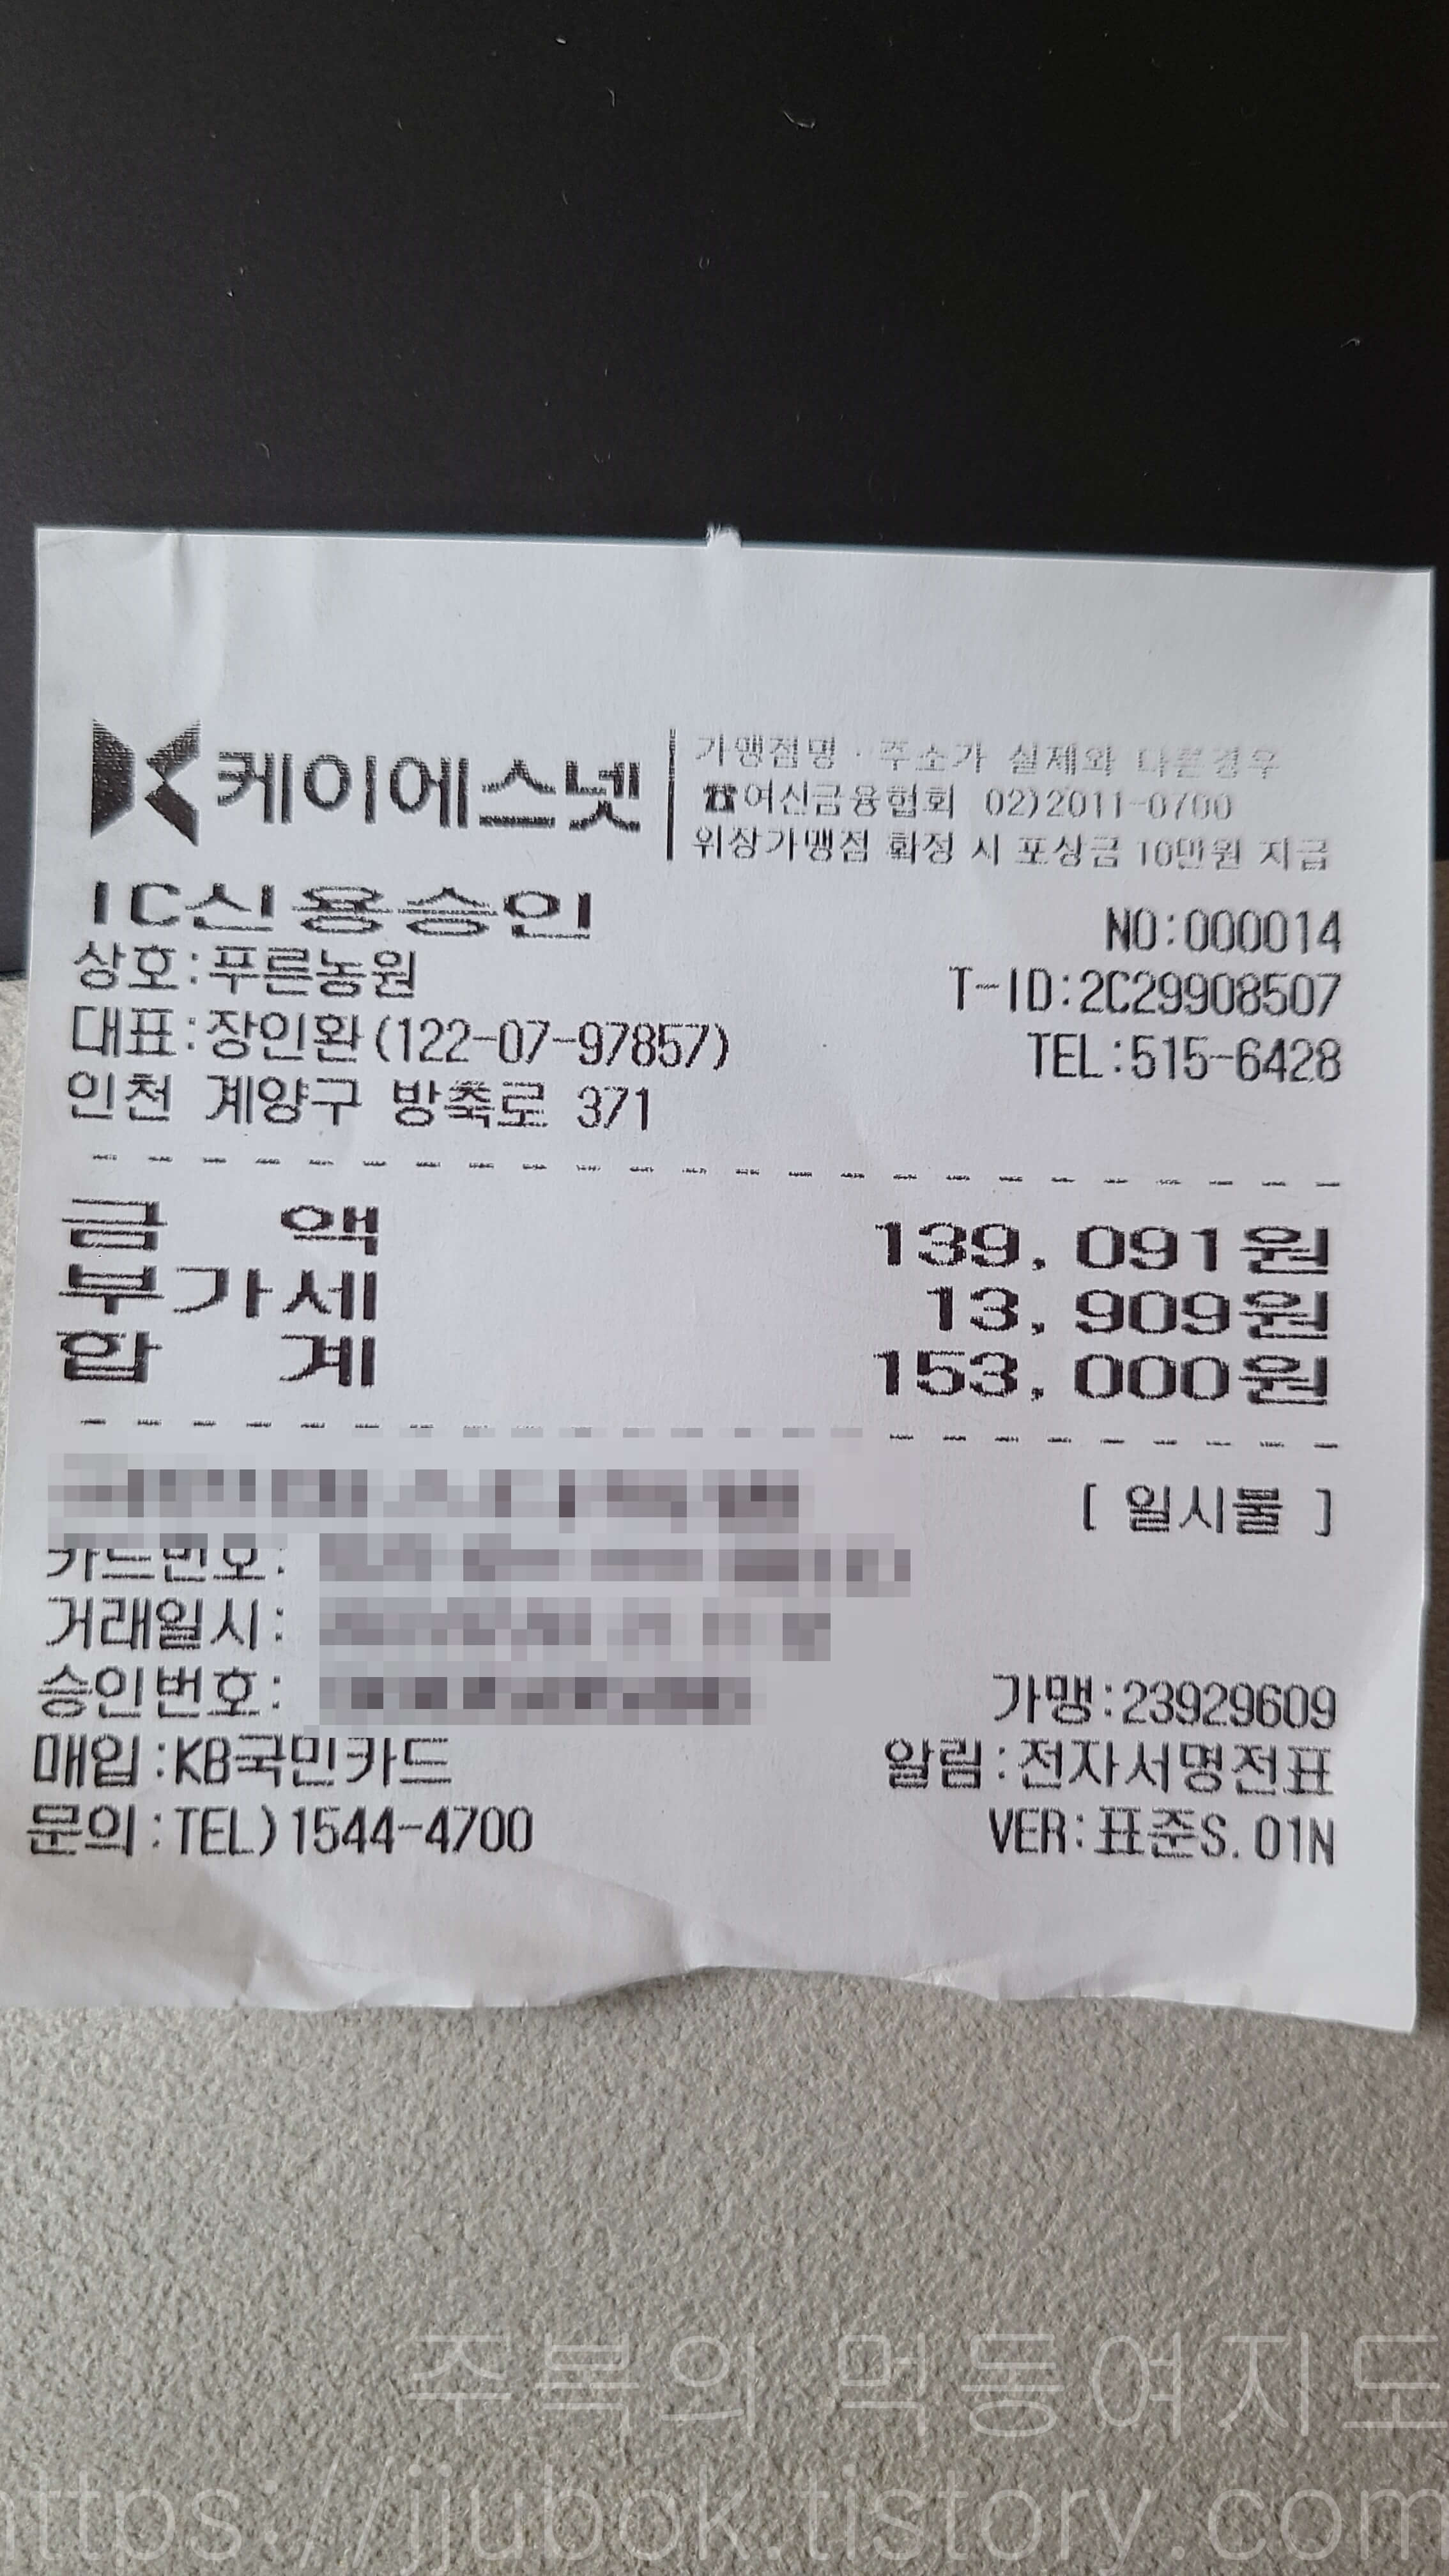 케이에스넷
가맹점명 · 주소가 실제와 다른경우
☎여신금융협회 02)2011-0700
위장가맹점 확정 시 포상금 10만원 지급
IC신용승인
NO:000014
상호:푸른농원
T-ID:2C29908507
대표:장인환(122-07-97857)
TEL:515-6428
인천 계양구 방축로 371
금 액 139,091원
부가세 13,909원
합 계 153,000원
[ 일시불 ]
카드번호:
거래일시:
승인번호:
가맹:23929609
매입:KB국민카드
알림:전자서명전표
문의:TEL)1544-4700
VER:표준S.01N
주복의 먹동여지도
https://jjubok.tistory.com